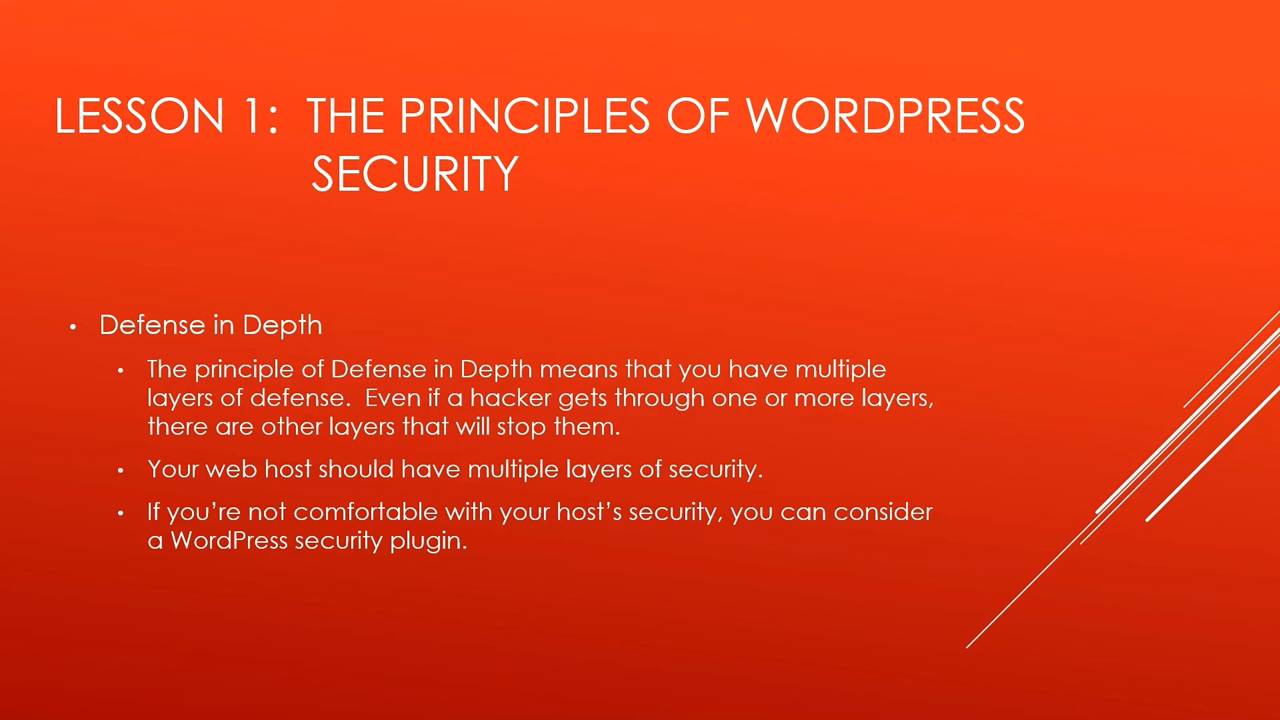 LESSON 1:  THE PRINCIPLES OF WORDPRESS
SECURITY
• Defense in Depth
• The principle of Defense in Depth means that you have multiple
layers of defense.  Even if a hacker gets through one or more layers,
there are other layers that will stop them.
• Your web host should have multiple layers of security.
• If you’re not comfortable with your host’s security, you can consider
a WordPress security plugin.